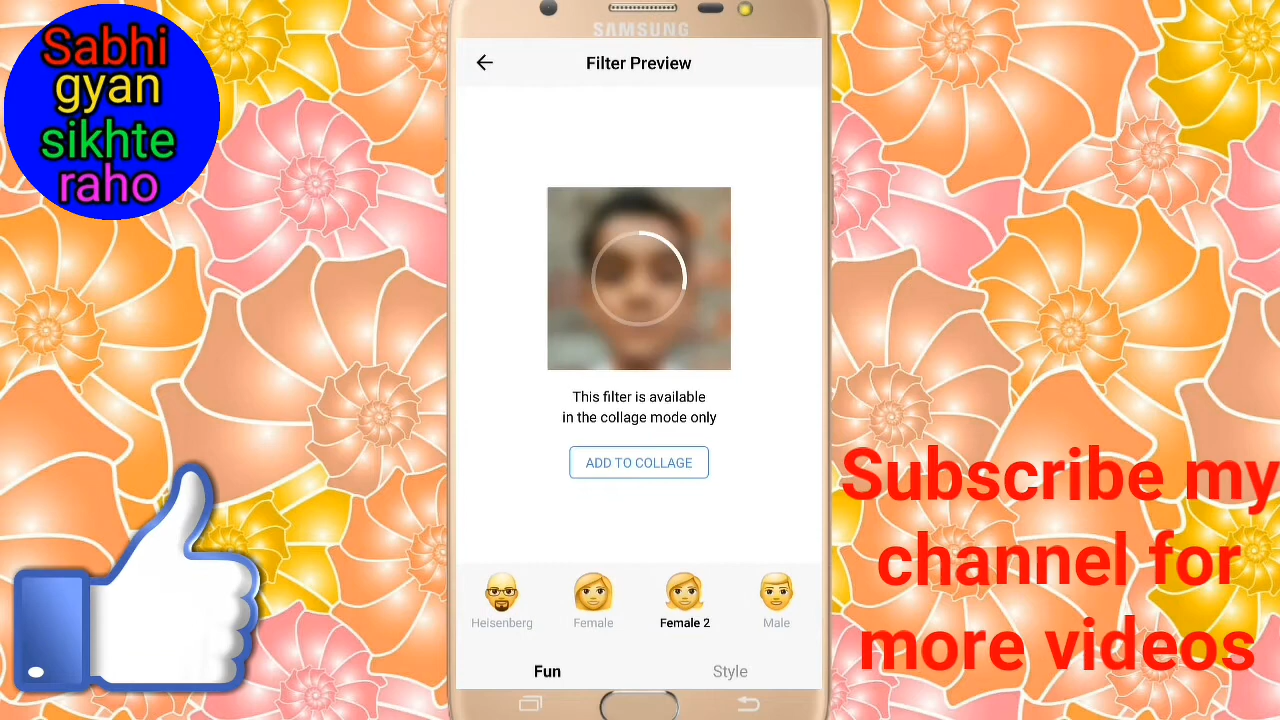 Sabhi
gyan
sikhte
raho
SAMSUNG
Filter Preview
This filter is available
in the collage mode only
ADD TO COLLAGE
Heisenberg
Female
Female 2
Male
Fun
Style
Subscribe my
channel for
more videos